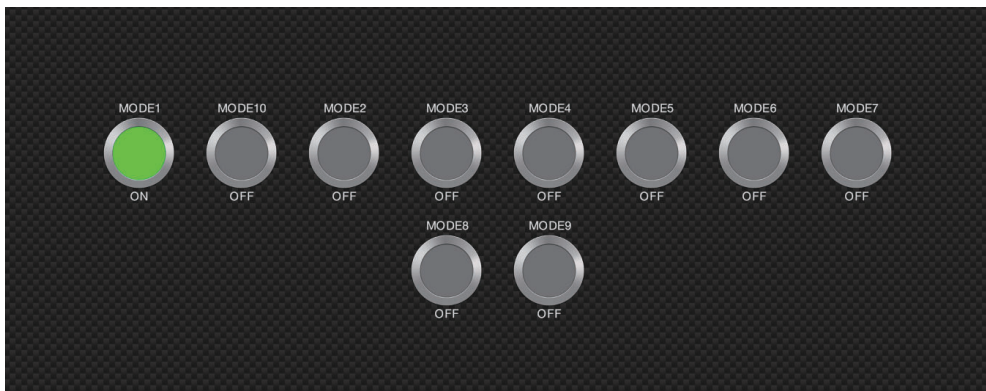 MODE1 MODE10 MODE2 MODE3 MODE4 MODE5 MODE6 MODE7
ON OFF OFF OFF OFF OFF OFF OFF
MODE8 MODE9
OFF OFF